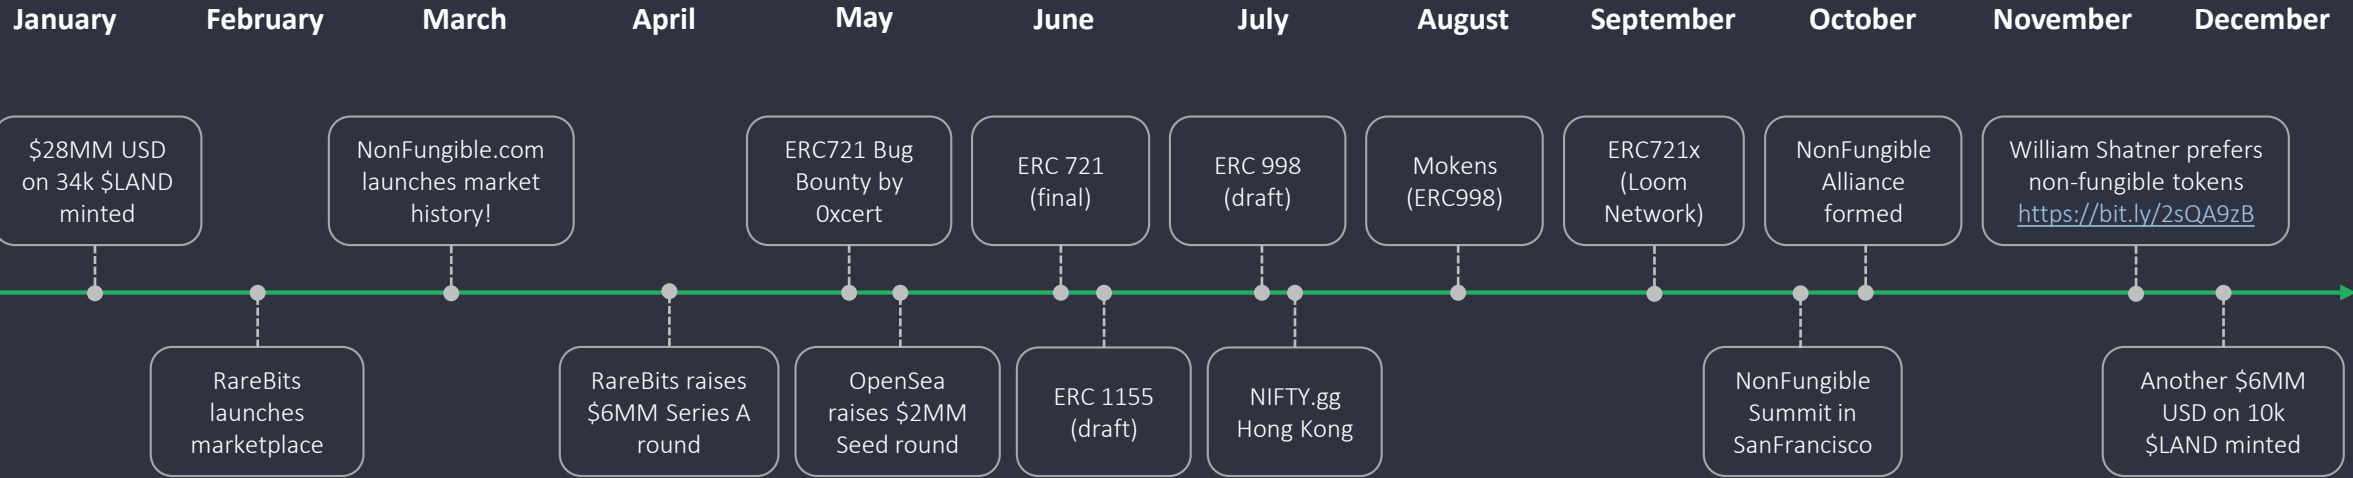 January
February
March
April
May
June
July
August
September
October
November
December
$28MM USD
on 34k $LAND
minted
NonFungible.com
launches market
history!
ERC721 Bug
Bounty by
0xcert
ERC 721
(final)
ERC 998
(draft)
Mokens
(ERC998)
ERC721x
(Loom
Network)
NonFungible
Alliance
formed
William Shatner prefers
non-fungible tokens
https://bit.ly/2sQA9zB
RareBits
launches
marketplace
RareBits raises
$6MM Series A
round
OpenSea
raises $2MM
Seed round
ERC 1155
(draft)
NIFTY.gg
Hong Kong
NonFungible
Summit in
SanFrancisco
Another $6MM
USD on 10k
$LAND minted